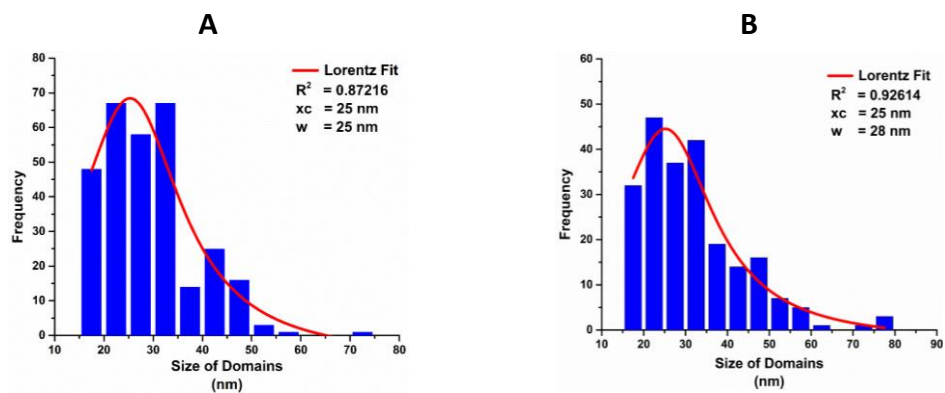 A
B
80
70
60
50
40
30
20
10
0
Frequency
10 20 30 40 50 60 70 80
Size of Domains
(nm)
Lorentz Fit
R² = 0.87216
xc = 25 nm
w = 25 nm
60
50
40
30
20
10
0
Frequency
10 20 30 40 50 60 70 80 90
Size of Domains
(nm)
Lorentz Fit
R² = 0.92614
xc = 25 nm
w = 28 nm